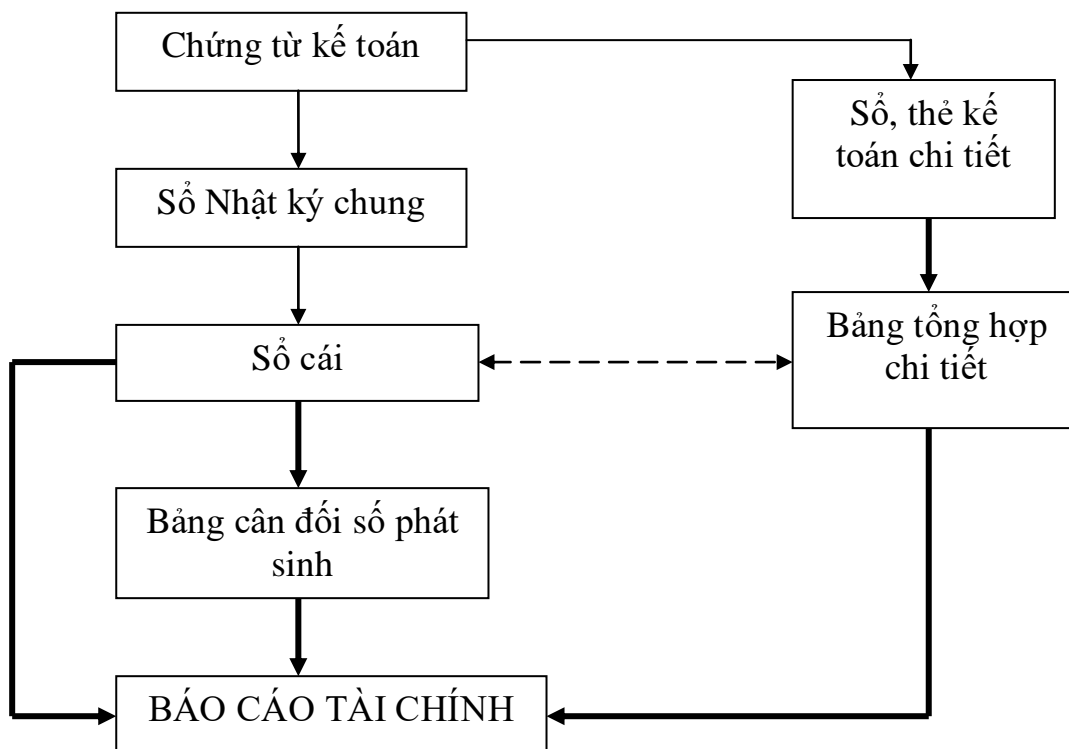 Chứng từ kế toán
Sổ, thẻ kế
toán chi tiết
Sổ Nhật ký chung
Bảng tổng hợp
chi tiết
Sổ cái
Bảng cân đối số phát
sinh
BÁO CÁO TÀI CHÍNH